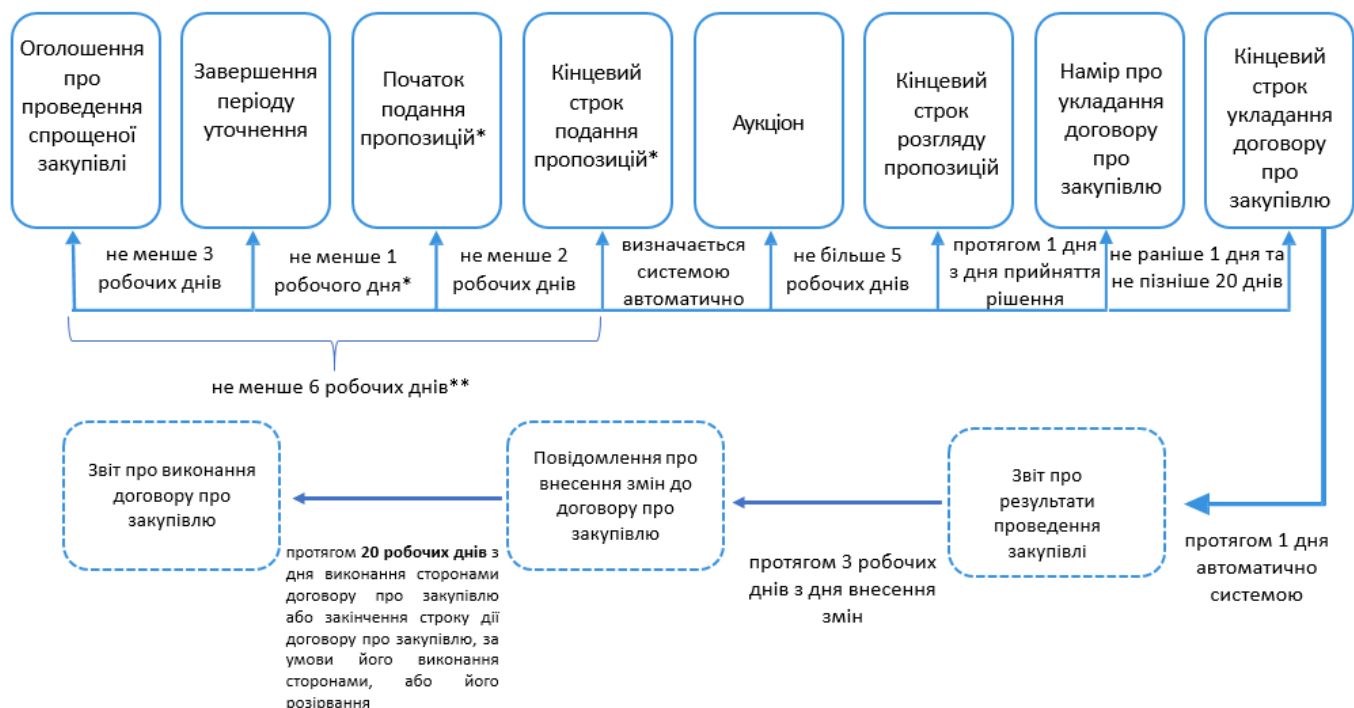 Оголошення
про
проведення
спрощеної
закупівлі
Завершення
періоду
уточнення
Початок
подання
пропозицій*
Кінцевий
строк
подання
пропозицій*
Аукціон
Кінцевий
строк
розгляду
пропозицій
Намір про
укладання
договору
про
закупівлю
Кінцевий
строк
укладання
договору
про
закупівлю
не менше 3
робочих днів
не менше 1
робочого дня*
не менше 2
робочих днів
визначається
системою
автоматично
не більше 5
робочих днів
протягом 1 дня
з дня прийняття
рішення
не раніше 1 дня та
не пізніше 20 днів
не менше 6 робочих днів**
Звіт про виконання
договору про
закупівлю
Повідомлення про
внесення змін до
договору про
закупівлю
Звіт про
результати
проведення
закупівлі
протягом 1 дня
автоматично
системою
протягом 3 робочих
днів з дня внесення
змін
протягом 20 робочих днів з
дня виконання сторонами
договору про закупівлю
або закінчення строку дії
договору про закупівлю, за
умови його виконання
сторонами, або його
розірвання